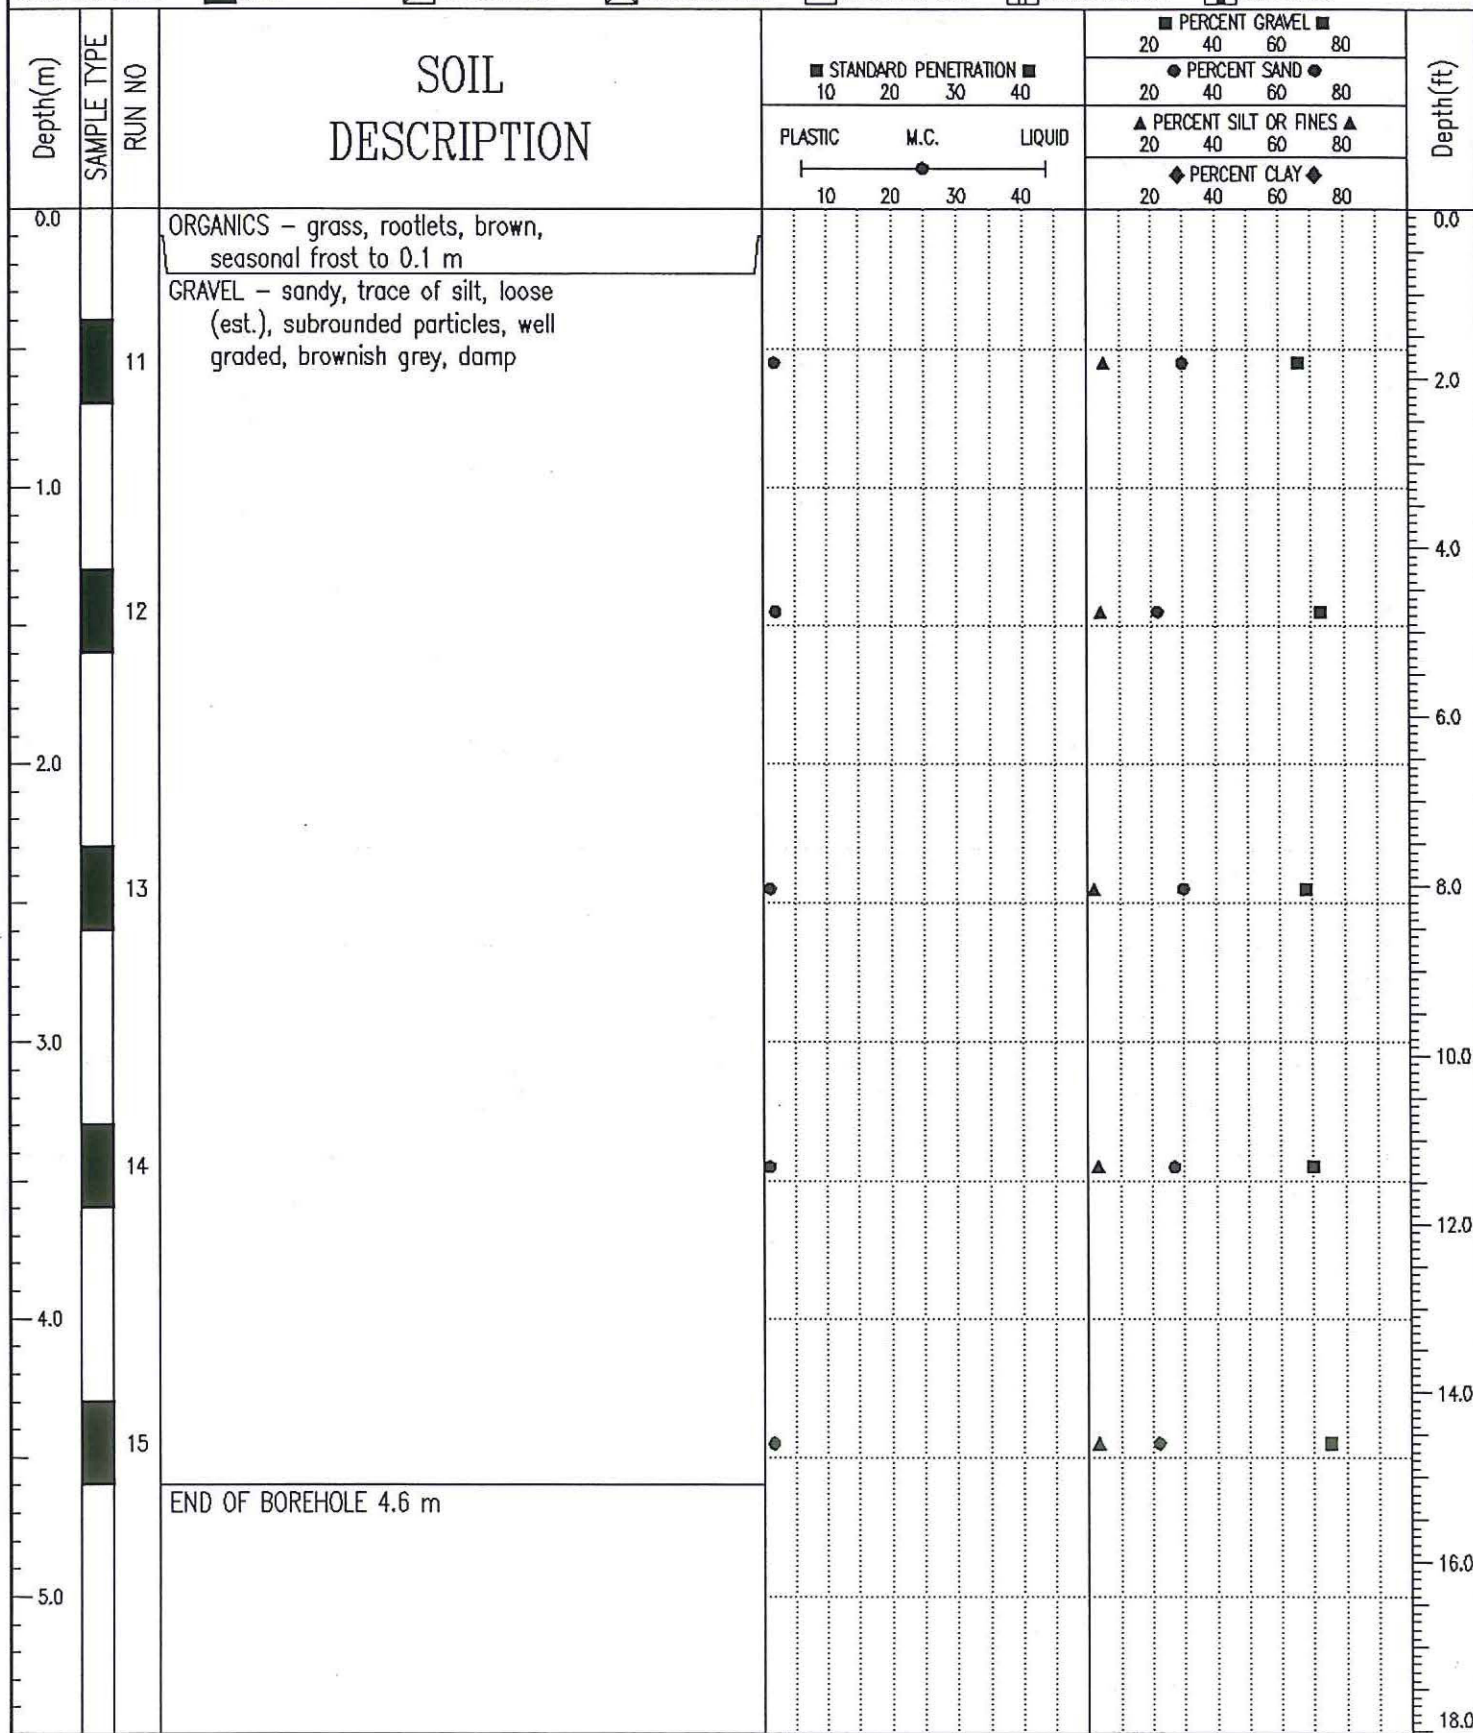 Depth(m)
SAMPLE TYPE
RUN NO
SOIL
DESCRIPTION
■ STANDARD PENETRATION ■
10 20 30 40
PLASTIC M.C. LIQUID
10 20 30 40
■ PERCENT GRAVEL ■
20 40 60 80
● PERCENT SAND ●
20 40 60 80
▲ PERCENT SILT OR FINES ▲
20 40 60 80
◆ PERCENT CLAY ◆
20 40 60 80
Depth(ft)
0.0
ORGANICS – grass, rootlets, brown,
seasonal frost to 0.1 m
GRAVEL – sandy, trace of silt, loose
(est.), subrounded particles, well
graded, brownish grey, damp
11
1.0
12
2.0
13
3.0
14
4.0
15
END OF BOREHOLE 4.6 m
5.0
0.0
2.0
4.0
6.0
8.0
10.0
12.0
14.0
16.0
18.0